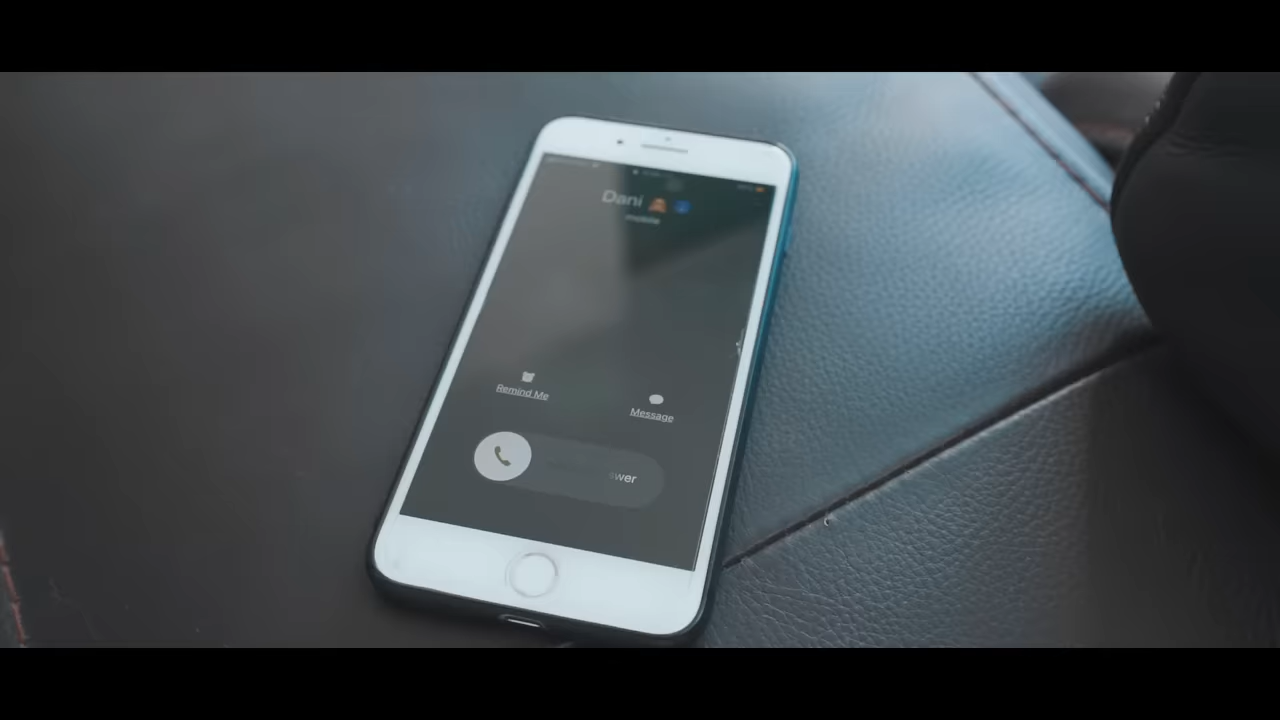 Dani 🙈 🔵
mobile
Remind Me
Message
wer